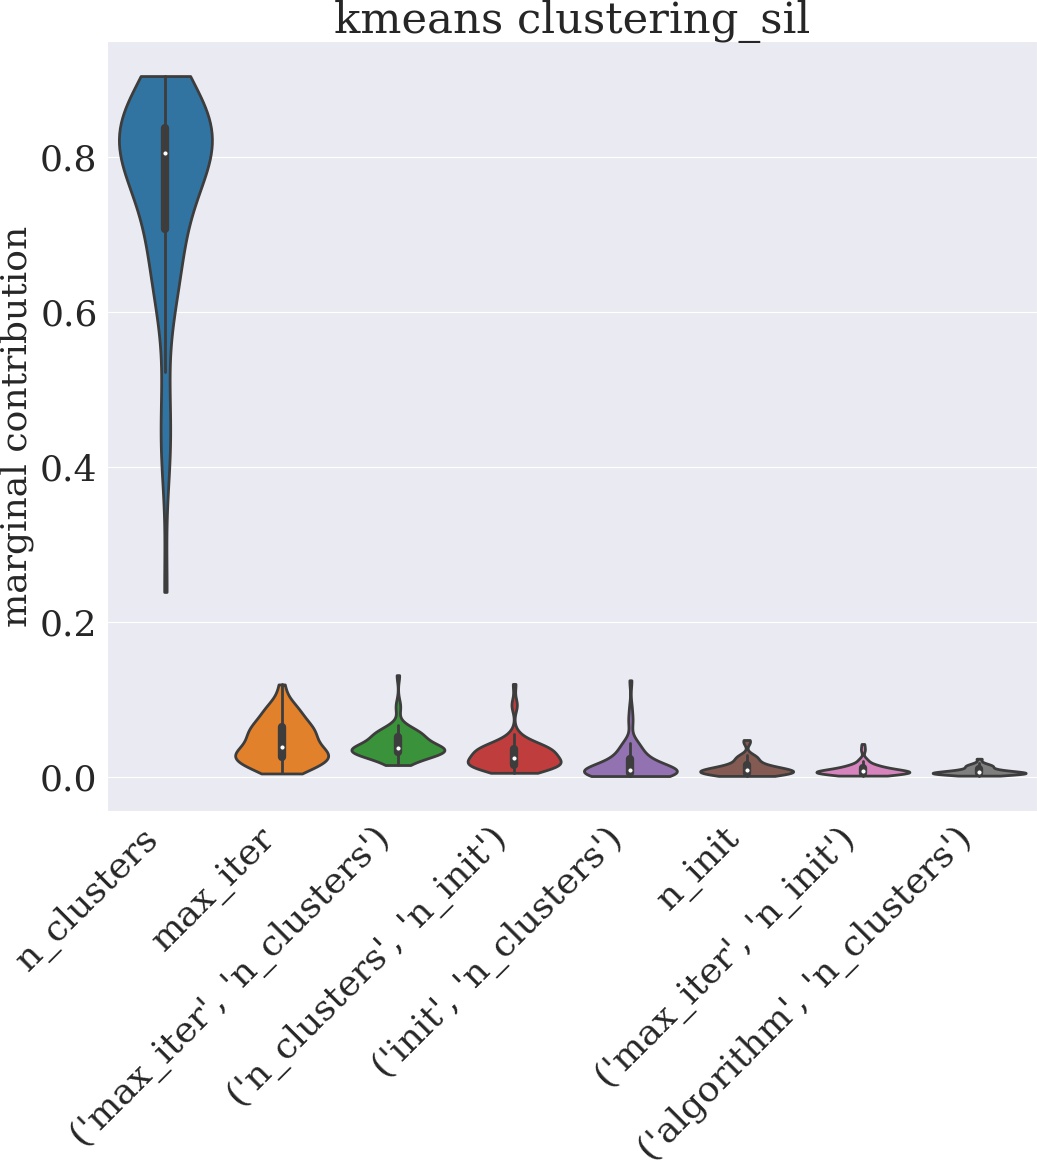 kmeans clustering_sil
marginal contribution
0.8
0.6
0.4
0.2
0.0
n_clusters
max_iter
('max_iter', 'n_clusters')
('n_clusters', 'n_init')
('init', 'n_clusters')
n_init
('max_iter', 'n_init')
('algorithm', 'n_clusters')